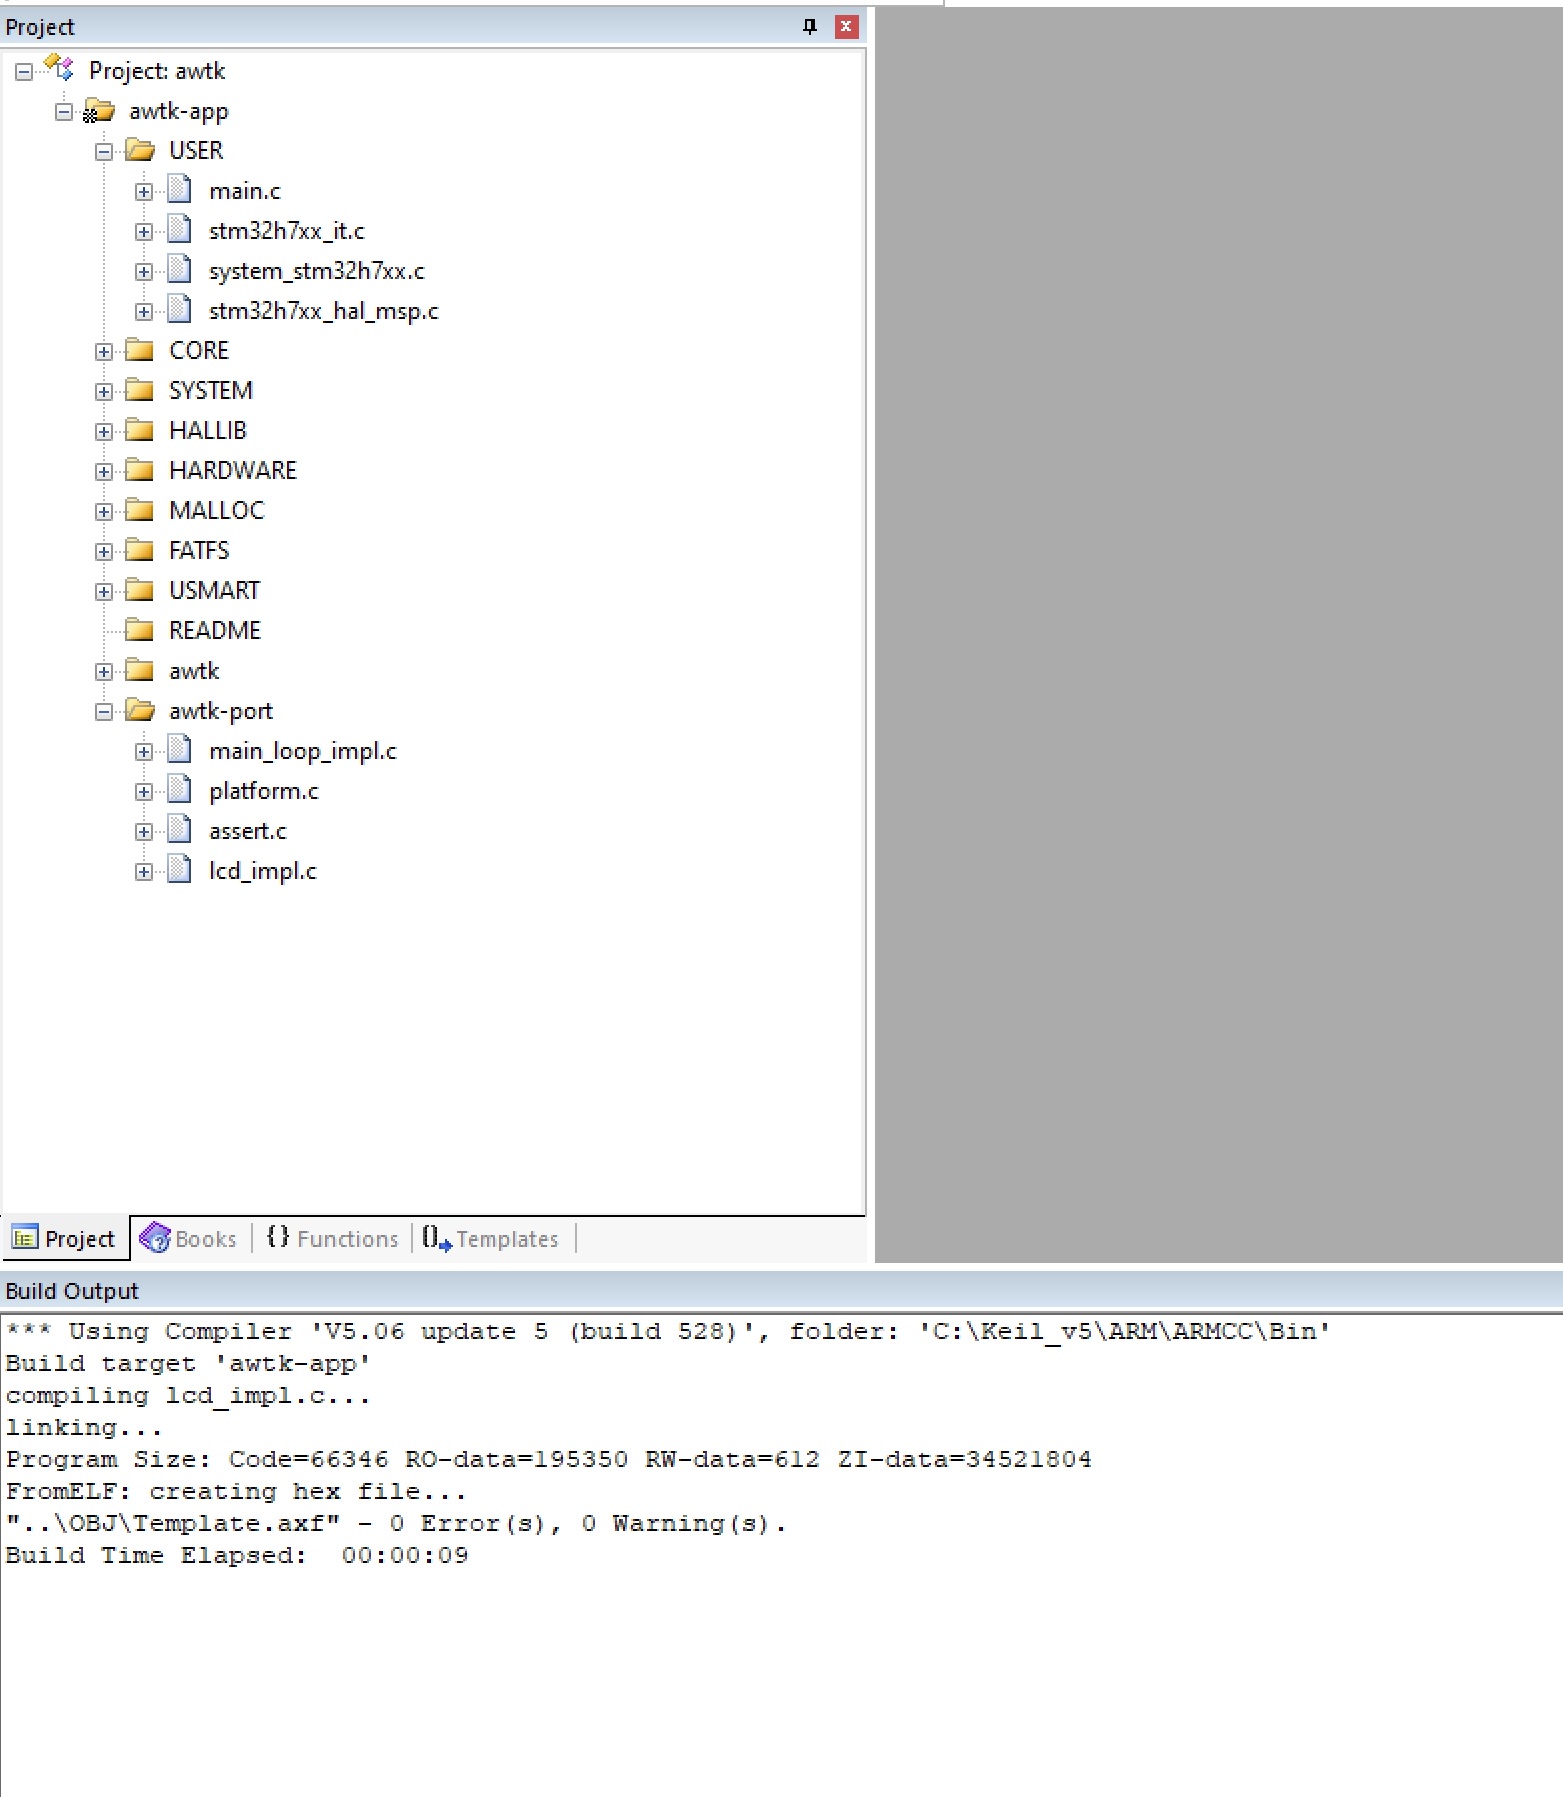 Project
Project: awtk
awtk-app
USER
main.c
stm32h7xx_it.c
system_stm32h7xx.c
stm32h7xx_hal_msp.c
CORE
SYSTEM
HALLIB
HARDWARE
MALLOC
FATFS
USMART
README
awtk
awtk-port
main_loop_impl.c
platform.c
assert.c
lcd_impl.c
Project Books {} Functions {} Templates
Build Output
*** Using Compiler 'V5.06 update 5 (build 528)', folder: 'C:\Keil_v5\ARM\ARMCC\Bin'
Build target 'awtk-app'
compiling lcd_impl.c...
linking...
Program Size: Code=66346 RO-data=195350 RW-data=612 ZI-data=34521804
FromELF: creating hex file...
"..\OBJ\Template.axf" - 0 Error(s), 0 Warning(s).
Build Time Elapsed:  00:00:09